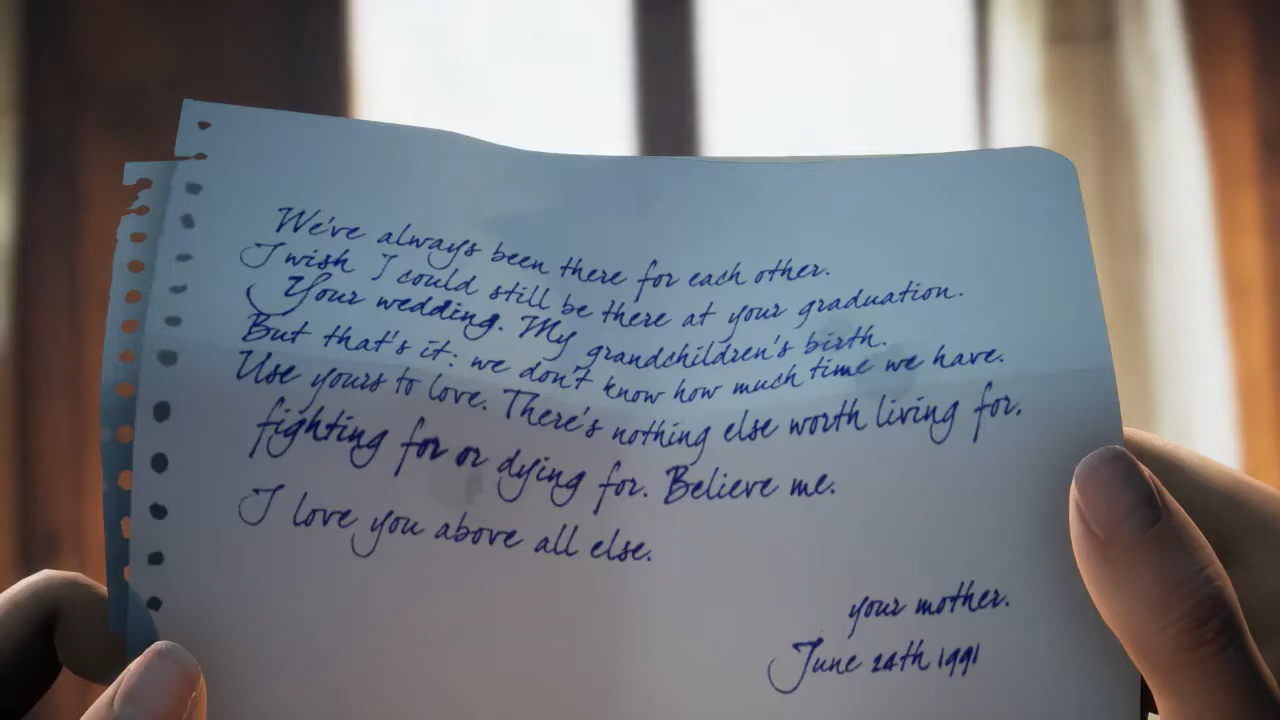 We've always been there for each other.
I wish I could still be there at your graduation.
Your wedding. My grandchildren's birth.
But that's it: we don't know how much time we have.
Use yours to love. There's nothing else worth living for.
fighting for or dying for. Believe me.
I love you above all else.
your mother.
June 24th 1991